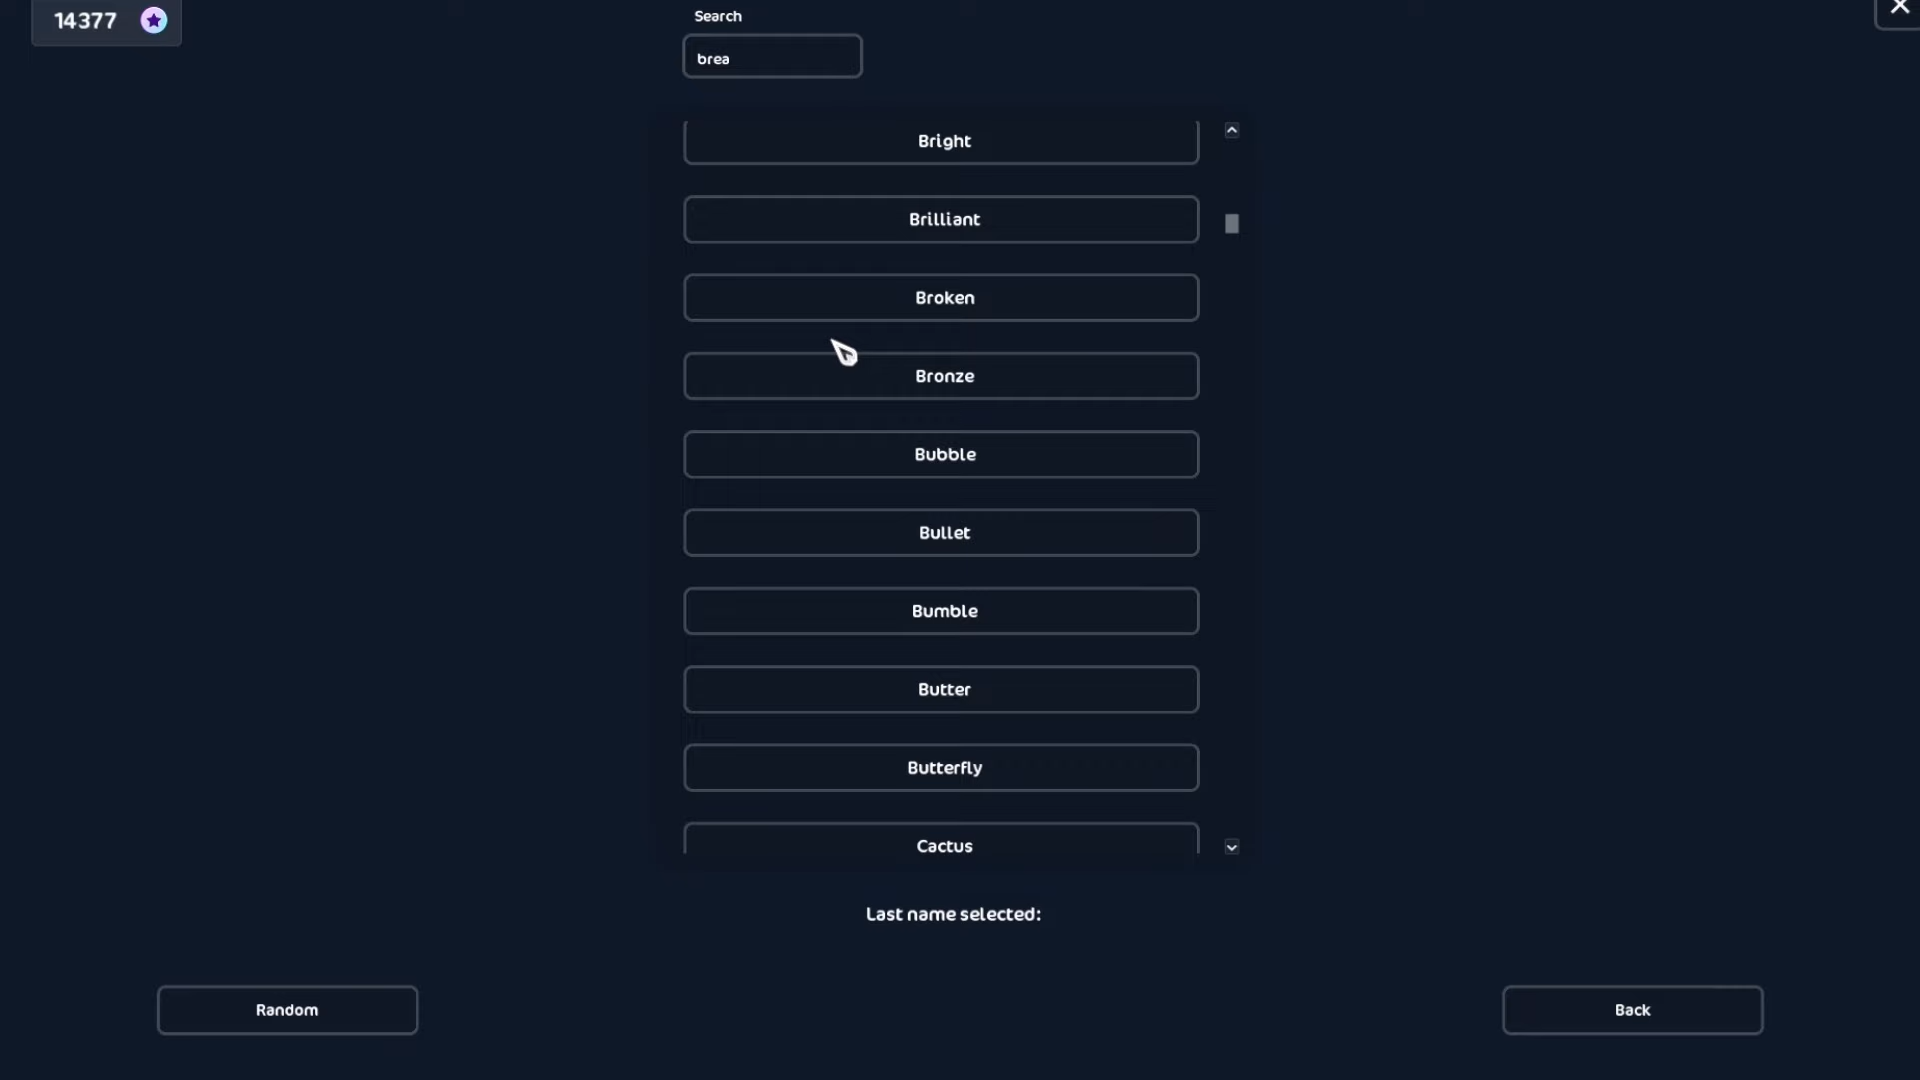 14377
Search
brea
Bright
Brilliant
Broken
Bronze
Bubble
Bullet
Bumble
Butter
Butterfly
Cactus
Last name selected:
Random
Back